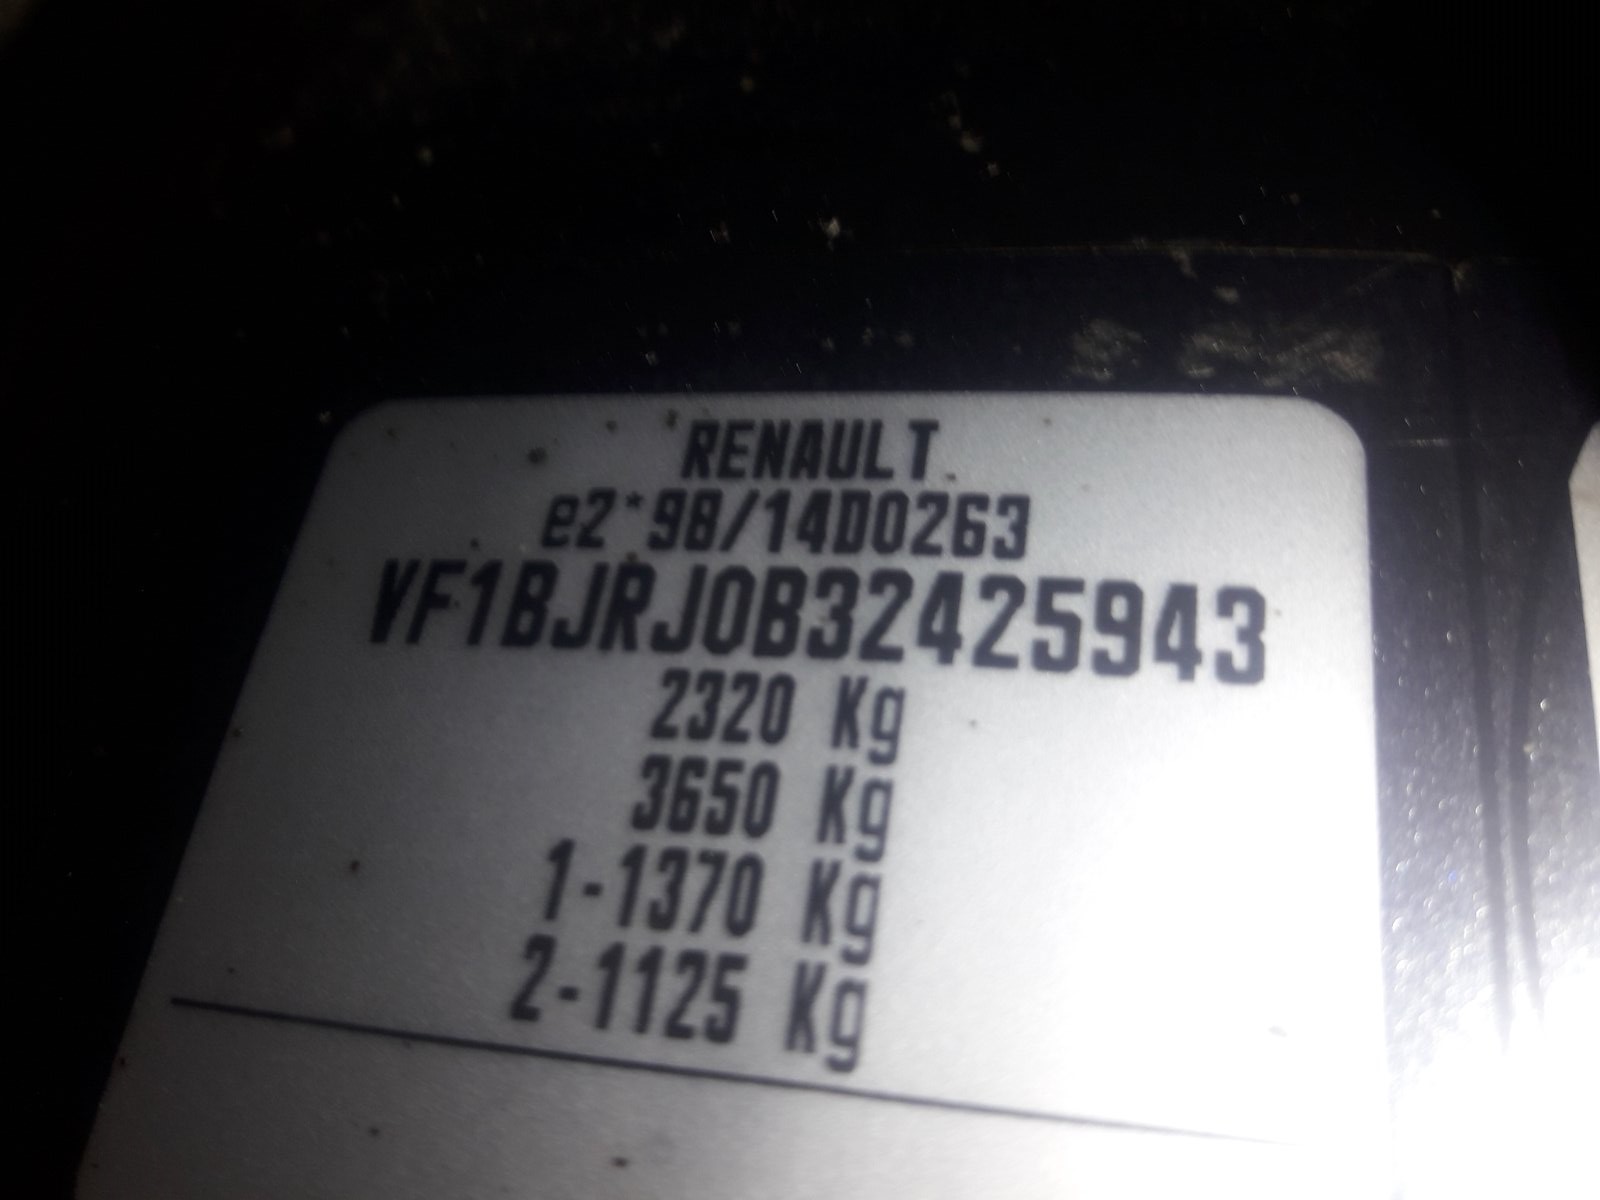 RENAULT
e2*98/14D0263
VF1BJRJ0B32425943
2320 Kg
3650 Kg
1-1370 Kg
2-1125 Kg